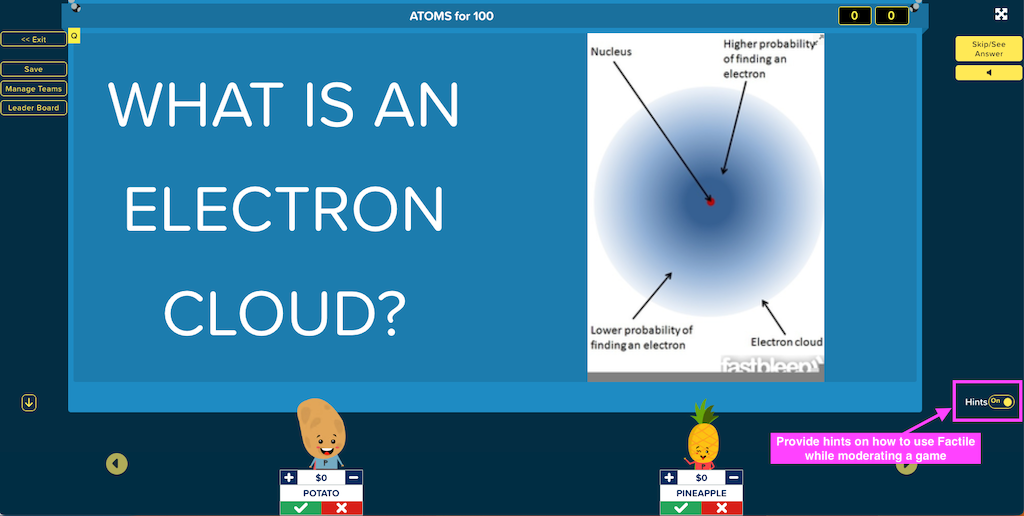 ATOMS for 100
0 0
<< Exit
Save
Manage Teams
Leader Board
Q
WHAT IS AN
ELECTRON
CLOUD?
Nucleus
Higher probability
of finding an
electron
Lower probability of
finding an electron
Electron cloud
fastbleep
Skip/See
Answer
Hints On
Provide hints on how to use Factile
while moderating a game
+ $0 −
POTATO
+ $0 −
PINEAPPLE